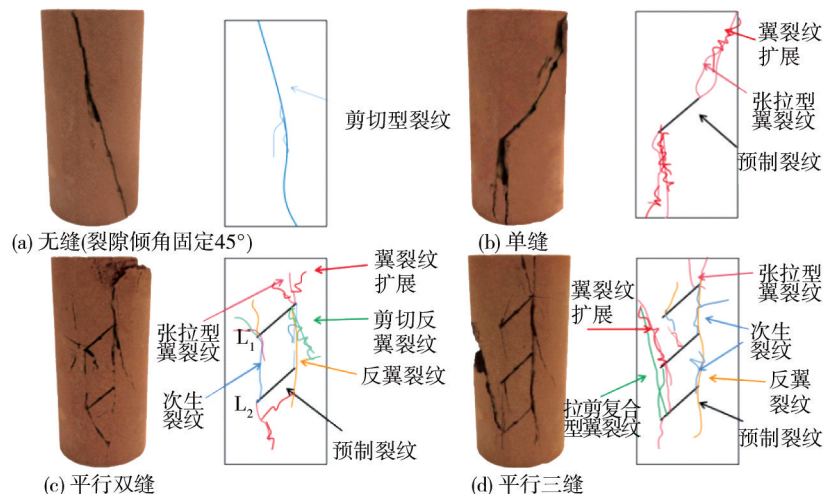 剪切型裂纹
(a) 无缝(裂隙倾角固定45°)
翼裂纹
扩展
张拉型
翼裂纹
预制裂纹
(b) 单缝
翼裂纹
扩展
张拉型
翼裂纹
L₁
剪切反
翼裂纹
次生
裂纹
L₂
反翼裂纹
预制裂纹
(c) 平行双缝
张拉型
翼裂纹
翼裂纹
扩展
次生
裂纹
反翼
裂纹
拉剪复合
型翼裂纹
预制裂纹
(d) 平行三缝